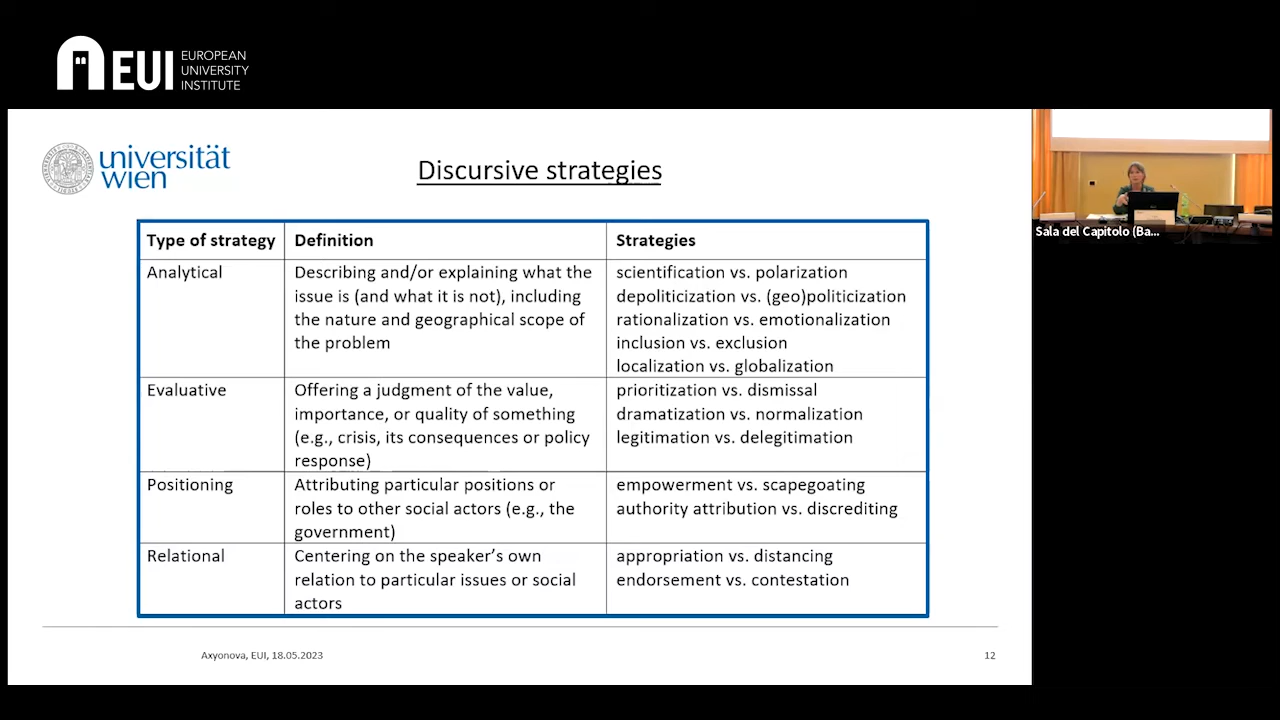 EUI
EUROPEAN
UNIVERSITY
INSTITUTE
universität
wien
Discursive strategies
Type of strategy
Definition
Strategies
Analytical
Describing and/or explaining what the
issue is (and what it is not), including
the nature and geographical scope of
the problem
scientification vs. polarization
depoliticization vs. (geo)politicization
rationalization vs. emotionalization
inclusion vs. exclusion
localization vs. globalization
Evaluative
Offering a judgment of the value,
importance, or quality of something
(e.g., crisis, its consequences or policy
response)
prioritization vs. dismissal
dramatization vs. normalization
legitimation vs. delegitimation
Positioning
Attributing particular positions or
roles to other social actors (e.g., the
government)
empowerment vs. scapegoating
authority attribution vs. discrediting
Relational
Centering on the speaker's own
relation to particular issues or social
actors
appropriation vs. distancing
endorsement vs. contestation
Axyonova, EUI, 18.05.2023
12
Sala del Capitolo (Ba...